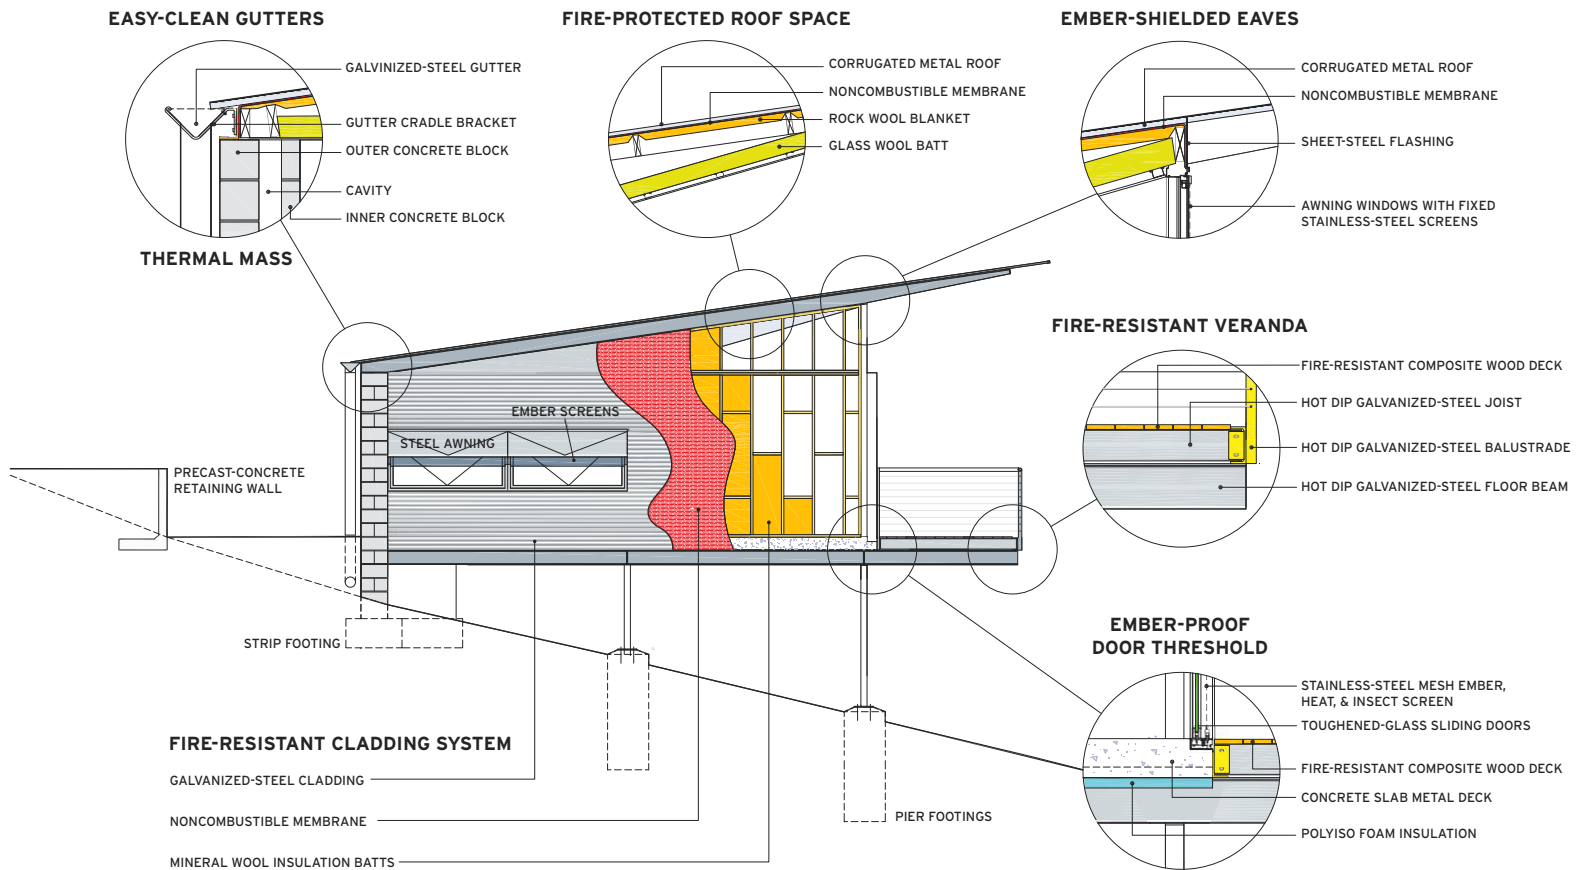 EASY-CLEAN GUTTERS
GALVINIZED-STEEL GUTTER
GUTTER CRADLE BRACKET
OUTER CONCRETE BLOCK
CAVITY
INNER CONCRETE BLOCK
THERMAL MASS
FIRE-PROTECTED ROOF SPACE
CORRUGATED METAL ROOF
NONCOMBUSTIBLE MEMBRANE
ROCK WOOL BLANKET
GLASS WOOL BATT
EMBER-SHIELDED EAVES
CORRUGATED METAL ROOF
NONCOMBUSTIBLE MEMBRANE
SHEET-STEEL FLASHING
AWNING WINDOWS WITH FIXED
STAINLESS-STEEL SCREENS
FIRE-RESISTANT VERANDA
FIRE-RESISTANT COMPOSITE WOOD DECK
HOT DIP GALVANIZED-STEEL JOIST
HOT DIP GALVANIZED-STEEL BALUSTRADE
HOT DIP GALVANIZED-STEEL FLOOR BEAM
EMBER SCREENS
STEEL AWNING
PRECAST-CONCRETE
RETAINING WALL
STRIP FOOTING
PIER FOOTINGS
FIRE-RESISTANT CLADDING SYSTEM
GALVANIZED-STEEL CLADDING
NONCOMBUSTIBLE MEMBRANE
MINERAL WOOL INSULATION BATTS
EMBER-PROOF
DOOR THRESHOLD
STAINLESS-STEEL MESH EMBER,
HEAT, & INSECT SCREEN
TOUGHENED-GLASS SLIDING DOORS
FIRE-RESISTANT COMPOSITE WOOD DECK
CONCRETE SLAB METAL DECK
POLYISO FOAM INSULATION